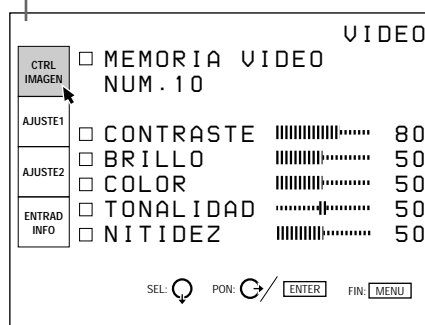 VIDEO
CTRL
IMAGEN
MEMORIA VIDEO
NUM.10
AJUSTE1
CONTRASTE 80
BRILLO 50
AJUSTE2
COLOR 50
TONALIDAD 50
ENTRAD
INFO
NITIDEZ 50
SEL: PON: / ENTER FIN: MENU